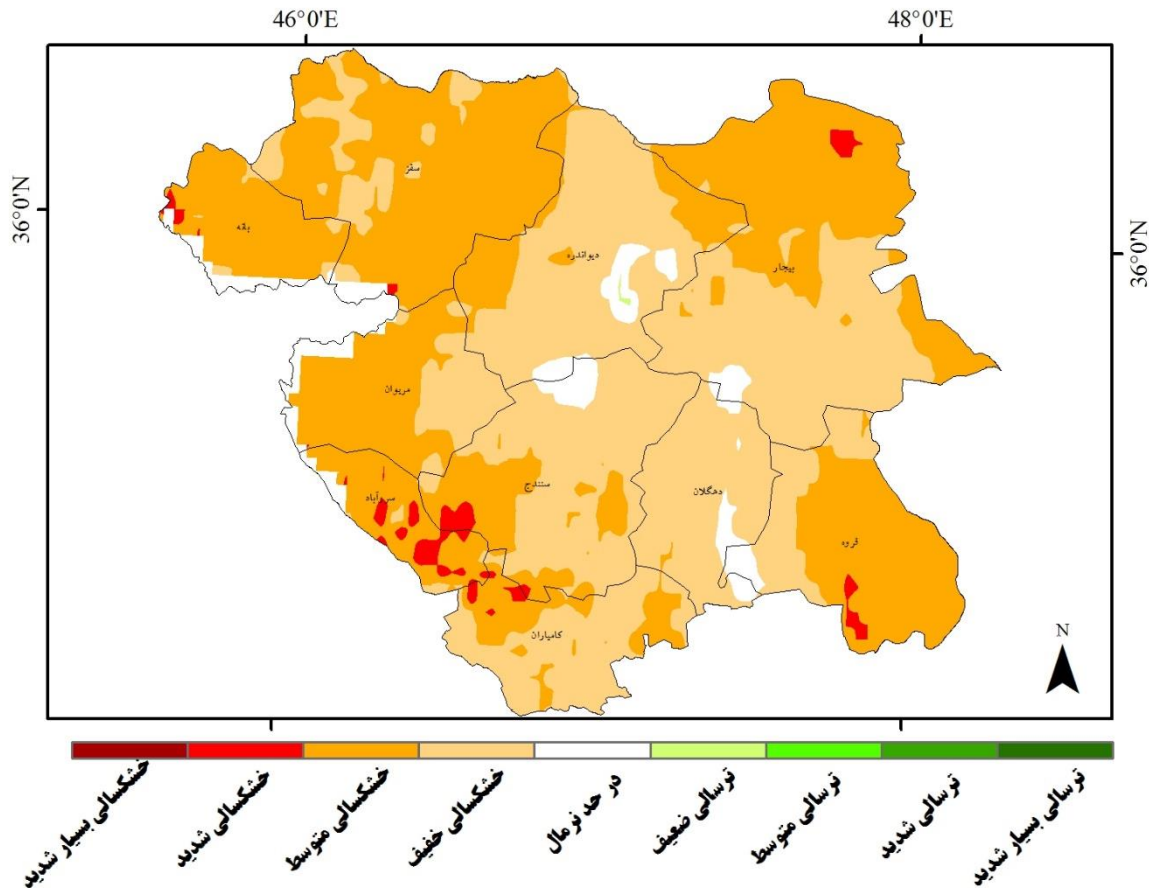 46°0'E
48°0'E
36°0'N
36°0'N
سقز
بانه
دیواندره
بیجار
مریوان
سنندج
سروآباد
دهگلان
قروه
کامیاران
N
خشکسالی بسیار شدید
خشکسالی شدید
خشکسالی متوسط
خشکسالی خفیف
در حد نرمال
ترسالی ضعیف
ترسالی متوسط
ترسالی شدید
ترسالی بسیار شدید